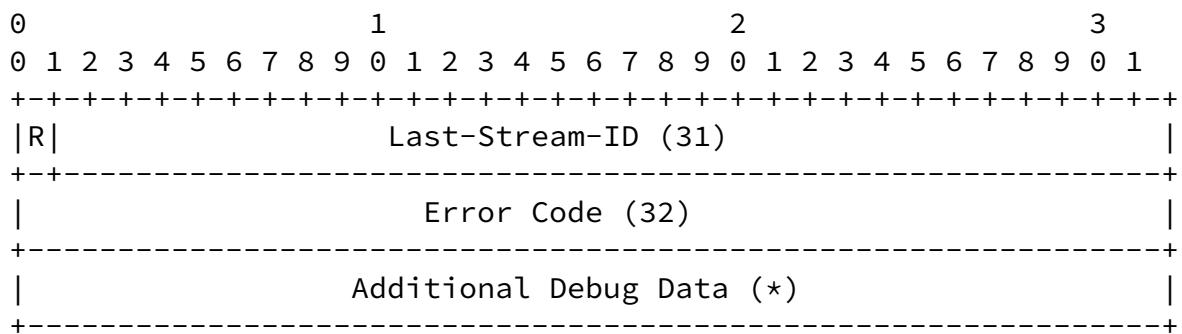 0                   1                   2                   3
0 1 2 3 4 5 6 7 8 9 0 1 2 3 4 5 6 7 8 9 0 1 2 3 4 5 6 7 8 9 0 1
+-+-+-+-+-+-+-+-+-+-+-+-+-+-+-+-+-+-+-+-+-+-+-+-+-+-+-+-+-+-+-+-+
|R|                  Last-Stream-ID (31)                        |
+-+-------------------------------------------------------------+
|                      Error Code (32)                          |
+---------------------------------------------------------------+
|                  Additional Debug Data (*)                    |
+---------------------------------------------------------------+